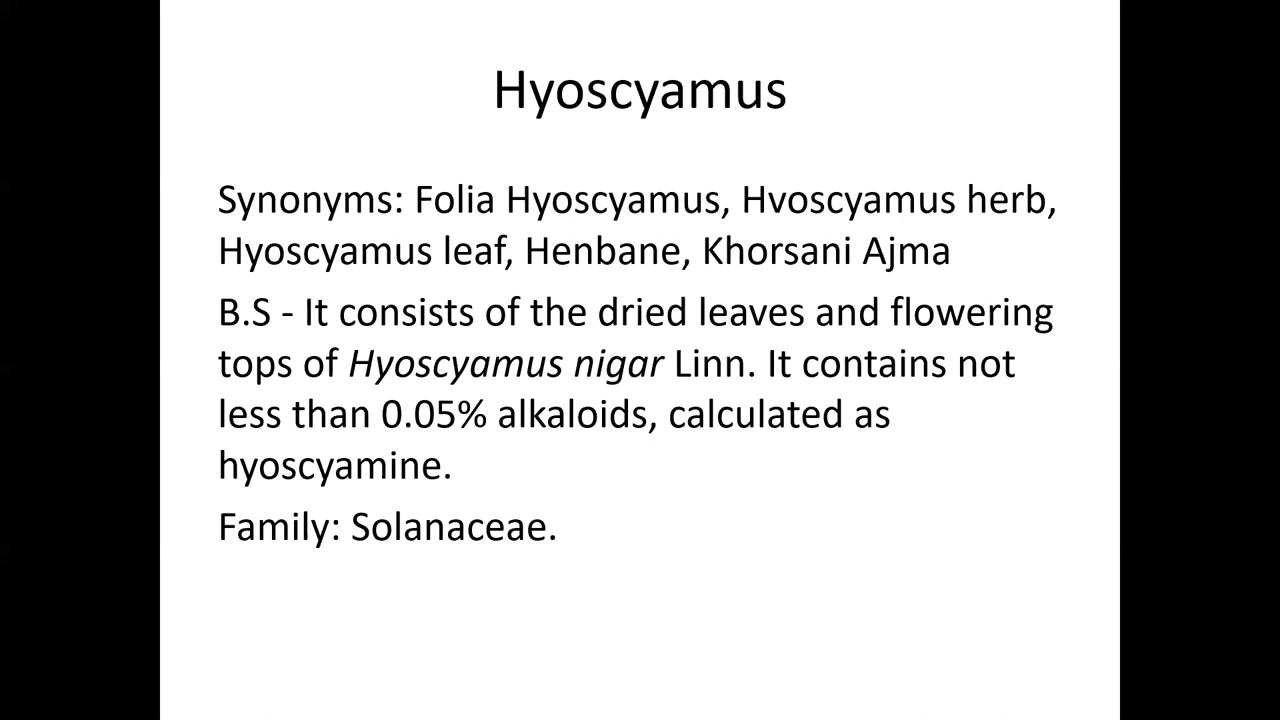 Hyoscyamus
Synonyms: Folia Hyoscyamus, Hvoscyamus herb,
Hyoscyamus leaf, Henbane, Khorsani Ajma
B.S - It consists of the dried leaves and flowering
tops of Hyoscyamus nigar Linn. It contains not
less than 0.05% alkaloids, calculated as
hyoscyamine.
Family: Solanaceae.